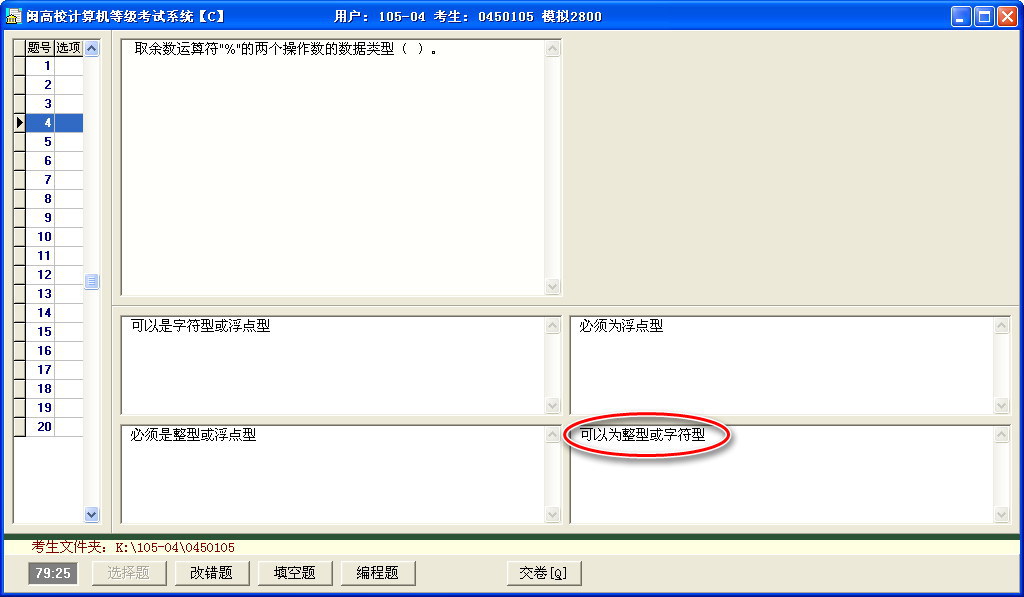 闽高校计算机等级考试系统【C】 用户: 105-04 考生: 0450105 模拟2800
题号 选项
1
2
3
4
5
6
7
8
9
10
11
12
13
14
15
16
17
18
19
20
取余数运算符"%"的两个操作数的数据类型（ ）。
可以是字符型或浮点型
必须为浮点型
必须是整型或浮点型
可以为整型或字符型
考生文件夹: K:\105-04\0450105
79:25 选择题 改错题 填空题 编程题 交卷[Q]